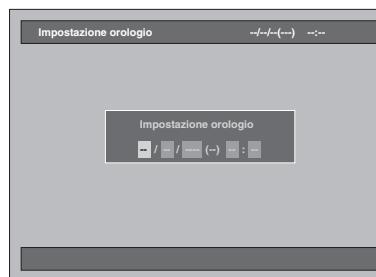 Impostazione orologio --/--/--(---) --:--
Impostazione orologio
-- / -- / ---- (--) -- : --